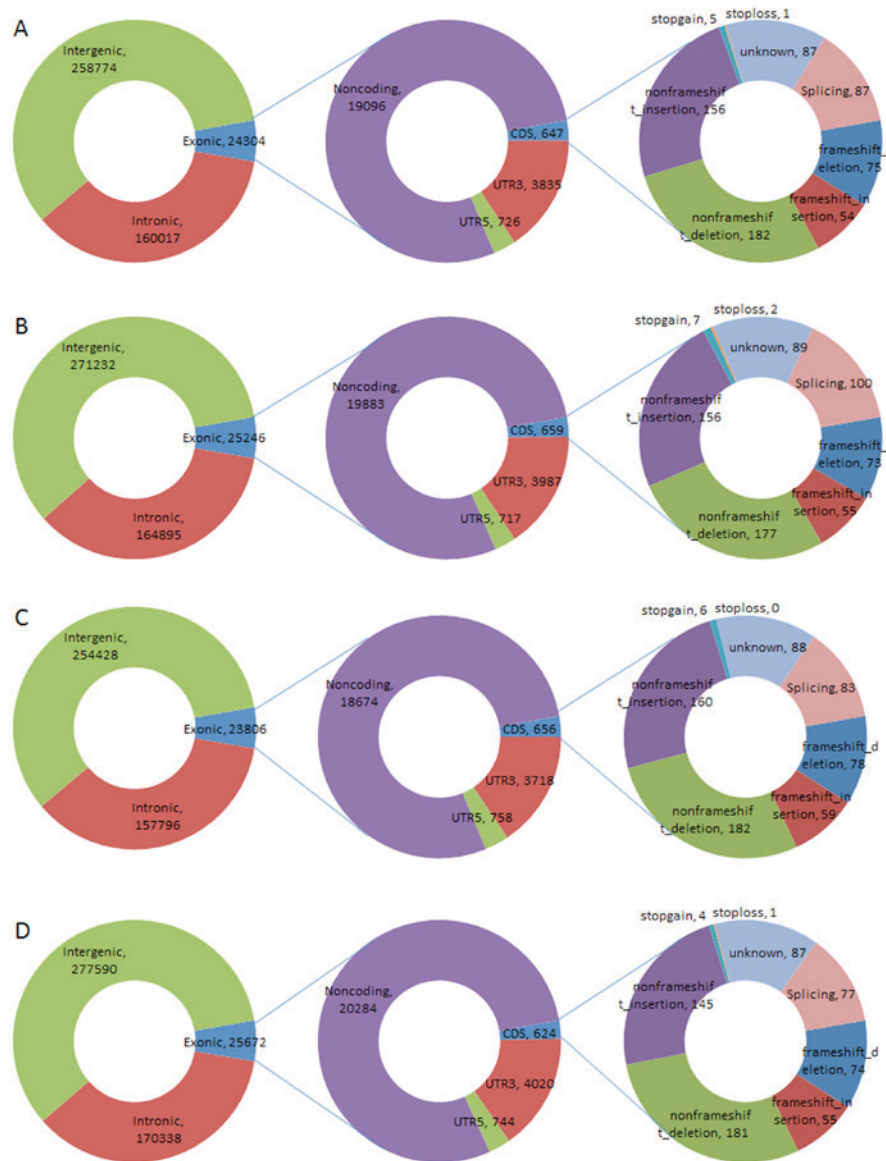 A
Intergenic,
258774
Exonic, 24304
Intronic,
160017
Noncoding,
19096
CDS, 647
UTR3, 3835
UTR5, 726
stopgain, 5
stoploss, 1
unknown, 87
Splicing, 87
frameshift_d
eletion, 75
frameshift_in
sertion, 54
nonframeshif
t_deletion, 182
nonframeshif
t_insertion, 156
B
Intergenic,
271232
Exonic, 25246
Intronic,
164895
Noncoding,
19883
CDS, 659
UTR3, 3987
UTR5, 717
stopgain, 7
stoploss, 2
unknown, 89
Splicing, 100
frameshift_d
eletion, 73
frameshift_in
sertion, 55
nonframeshif
t_deletion, 177
nonframeshif
t_insertion, 156
C
Intergenic,
254428
Exonic, 23806
Intronic,
157796
Noncoding,
18674
CDS, 656
UTR3, 3718
UTR5, 758
stopgain, 6
stoploss, 0
unknown, 88
Splicing, 83
frameshift_d
eletion, 78
frameshift_in
sertion, 59
nonframeshif
t_deletion, 182
nonframeshif
t_insertion, 160
D
Intergenic,
277590
Exonic, 25672
Intronic,
170338
Noncoding,
20284
CDS, 624
UTR3, 4020
UTR5, 744
stopgain, 4
stoploss, 1
unknown, 87
Splicing, 77
frameshift_d
eletion, 74
frameshift_in
sertion, 55
nonframeshif
t_deletion, 181
nonframeshif
t_insertion, 145